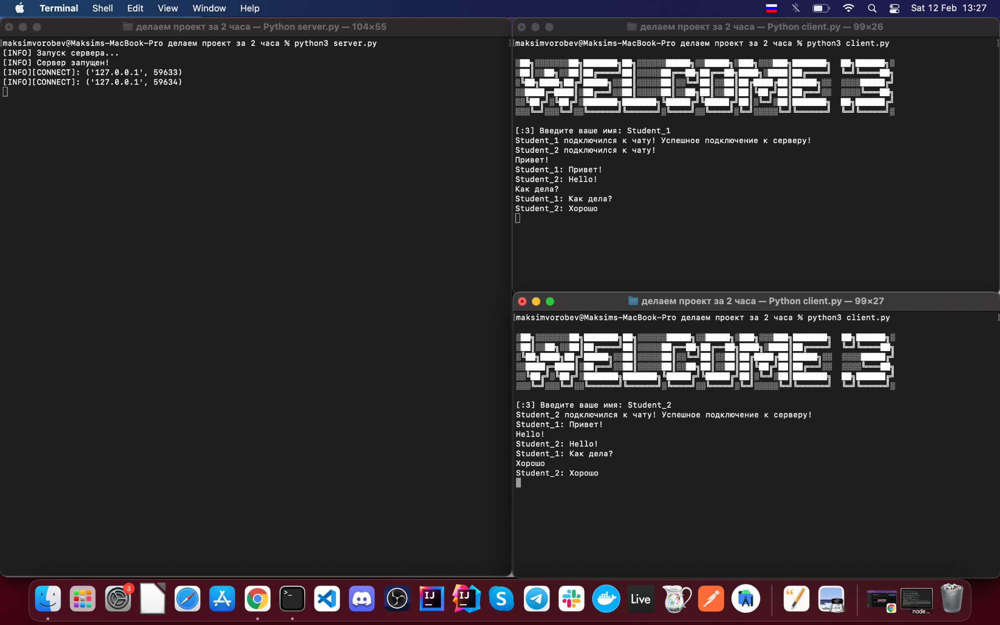 Terminal Shell Edit View Window Help Sat 12 Feb 13:27
делаем проект за 2 часа — Python server.py — 104×55
[maksimvorobev@Maksims-MacBook-Pro делаем проект за 2 часа % python3 server.py ]
[INFO] Запуск сервера...
[INFO] Сервер запущен!
[INFO][CONNECT]: ('127.0.0.1', 59633)
[INFO][CONNECT]: ('127.0.0.1', 59634)
делаем проект за 2 часа — Python client.py — 99×26
[maksimvorobev@Maksims-MacBook-Pro делаем проект за 2 часа % python3 client.py ]
WELCOME :3
[:3] Введите ваше имя: Student_1
Student_1 подключился к чату! Успешное подключение к серверу!
Student_2 подключился к чату!
Привет!
Student_1: Привет!
Student_2: Hello!
Как дела?
Student_1: Как дела?
Student_2: Хорошо
делаем проект за 2 часа — Python client.py — 99×27
[maksimvorobev@Maksims-MacBook-Pro делаем проект за 2 часа % python3 client.py ]
WELCOME :3
[:3] Введите ваше имя: Student_2
Student_2 подключился к чату! Успешное подключение к серверу!
Student_1: Привет!
Hello!
Student_2: Hello!
Student_1: Как дела?
Хорошо
Student_2: Хорошо
3
>_
IJ
IJ
S
Live
node...